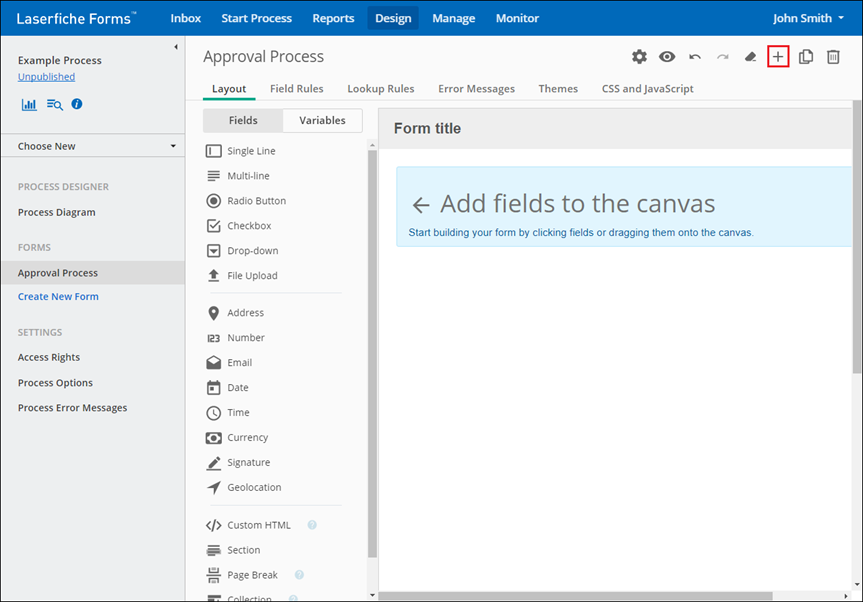 Laserfiche Forms™ Inbox Start Process Reports Design Manage Monitor John Smith
Example Process
Unpublished
Choose New
PROCESS DESIGNER
Process Diagram
FORMS
Approval Process
Create New Form
SETTINGS
Access Rights
Process Options
Process Error Messages
Approval Process
Layout Field Rules Lookup Rules Error Messages Themes CSS and JavaScript
Fields Variables
Single Line
Multi-line
Radio Button
Checkbox
Drop-down
File Upload
Address
123 Number
Email
Date
Time
Currency
Signature
Geolocation
Custom HTML ?
Section
Page Break ?
Collection ?
Form title
Add fields to the canvas
Start building your form by clicking fields or dragging them onto the canvas.